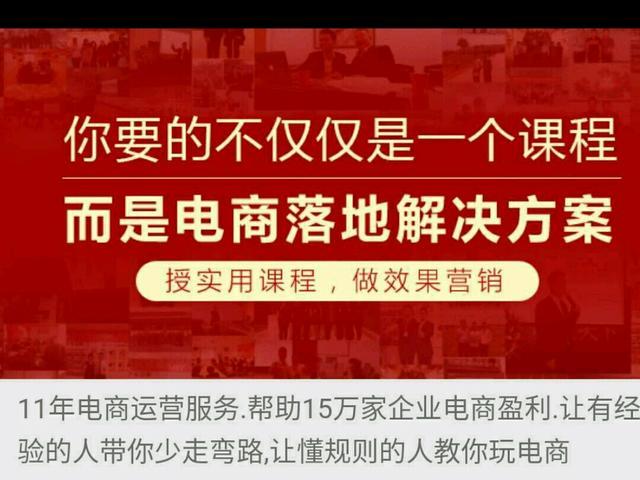 你要的不仅仅是一个课程
而是电商落地解决方案
授实用课程，做效果营销
11年电商运营服务.帮助15万家企业电商盈利.让有经
验的人带你少走弯路,让懂规则的人教你玩电商